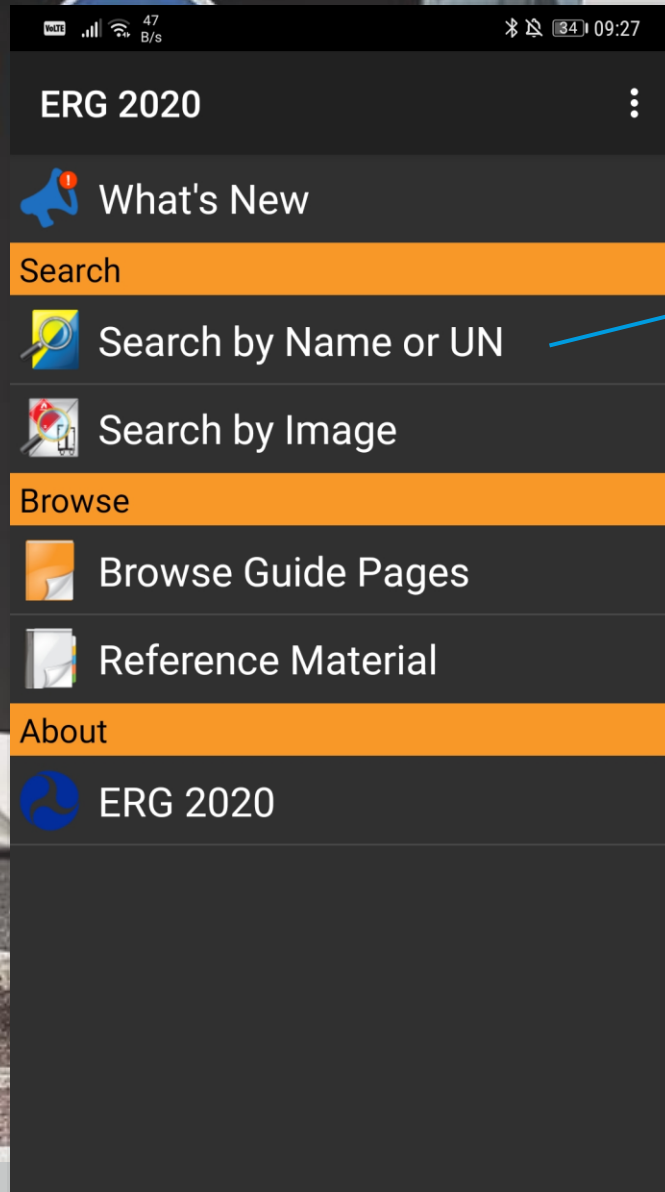 VoLTE 47 B/s 34 09:27
ERG 2020
What's New
Search
Search by Name or UN
Search by Image
Browse
Browse Guide Pages
Reference Material
About
ERG 2020